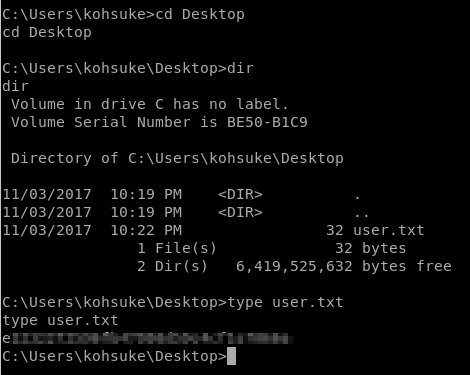 C:\Users\kohsuke>cd Desktop
cd Desktop
C:\Users\kohsuke\Desktop>dir
dir
Volume in drive C has no label.
Volume Serial Number is BE50-B1C9
Directory of C:\Users\kohsuke\Desktop
11/03/2017  10:19 PM    <DIR>          .
11/03/2017  10:19 PM    <DIR>          ..
11/03/2017  10:22 PM                32 user.txt
1 File(s)             32 bytes
2 Dir(s)   6,419,525,632 bytes free
C:\Users\kohsuke\Desktop>type user.txt
type user.txt
C:\Users\kohsuke\Desktop>